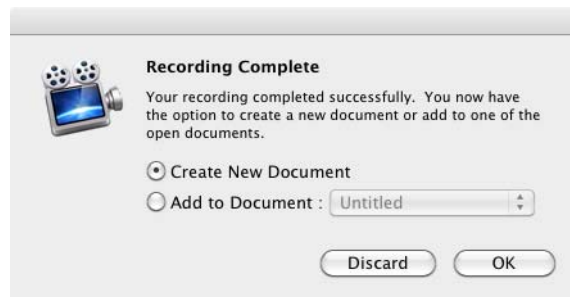 Recording Complete
Your recording completed successfully. You now have
the option to create a new document or add to one of the
open documents.
Create New Document
Add to Document : Untitled
Discard OK